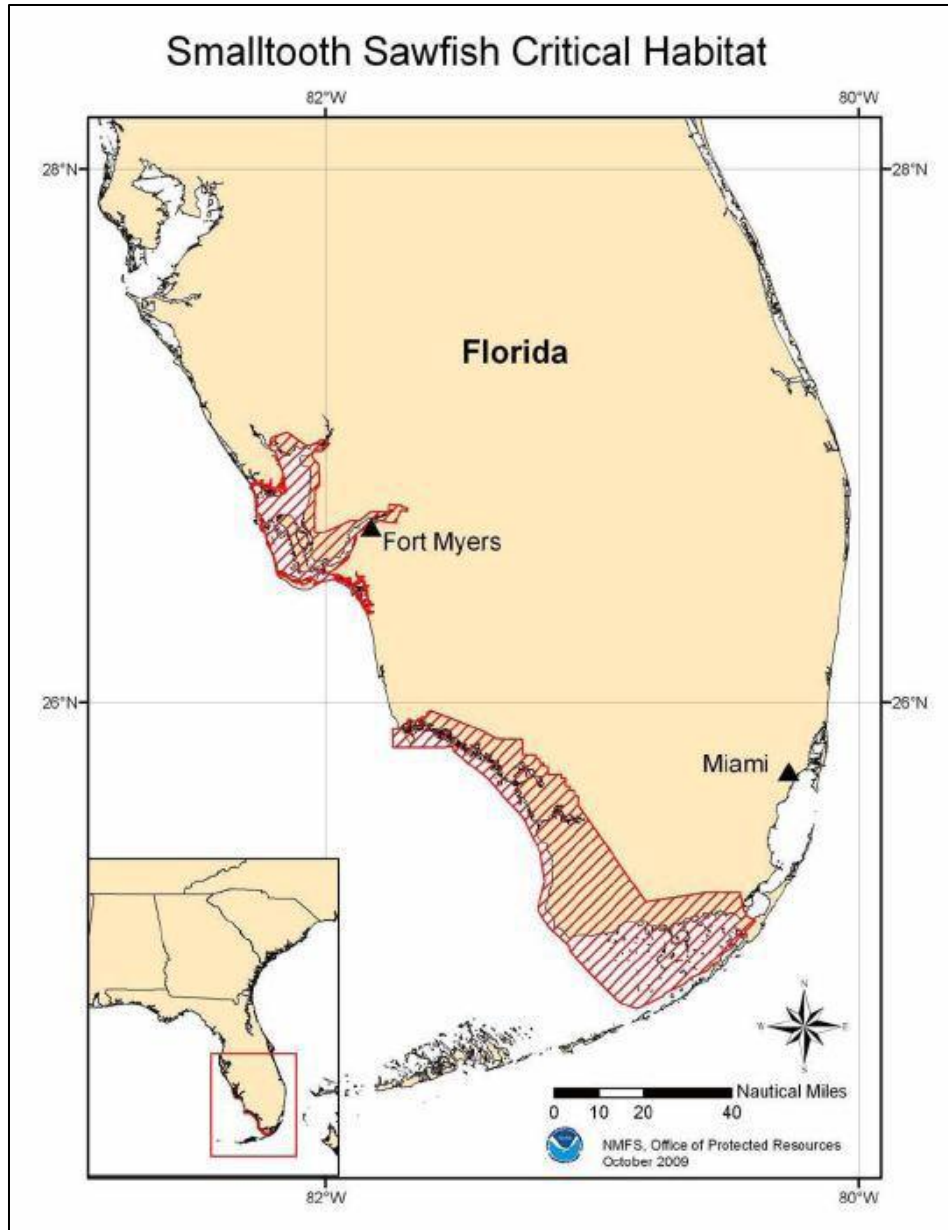 Smalltooth Sawfish Critical Habitat
82°W
80°W
28°N
28°N
Florida
Fort Myers
26°N
26°N
Miami
N
W
E
S
Nautical Miles
0 10 20 40
NMFS, Office of Protected Resources
October 2009
82°W
80°W